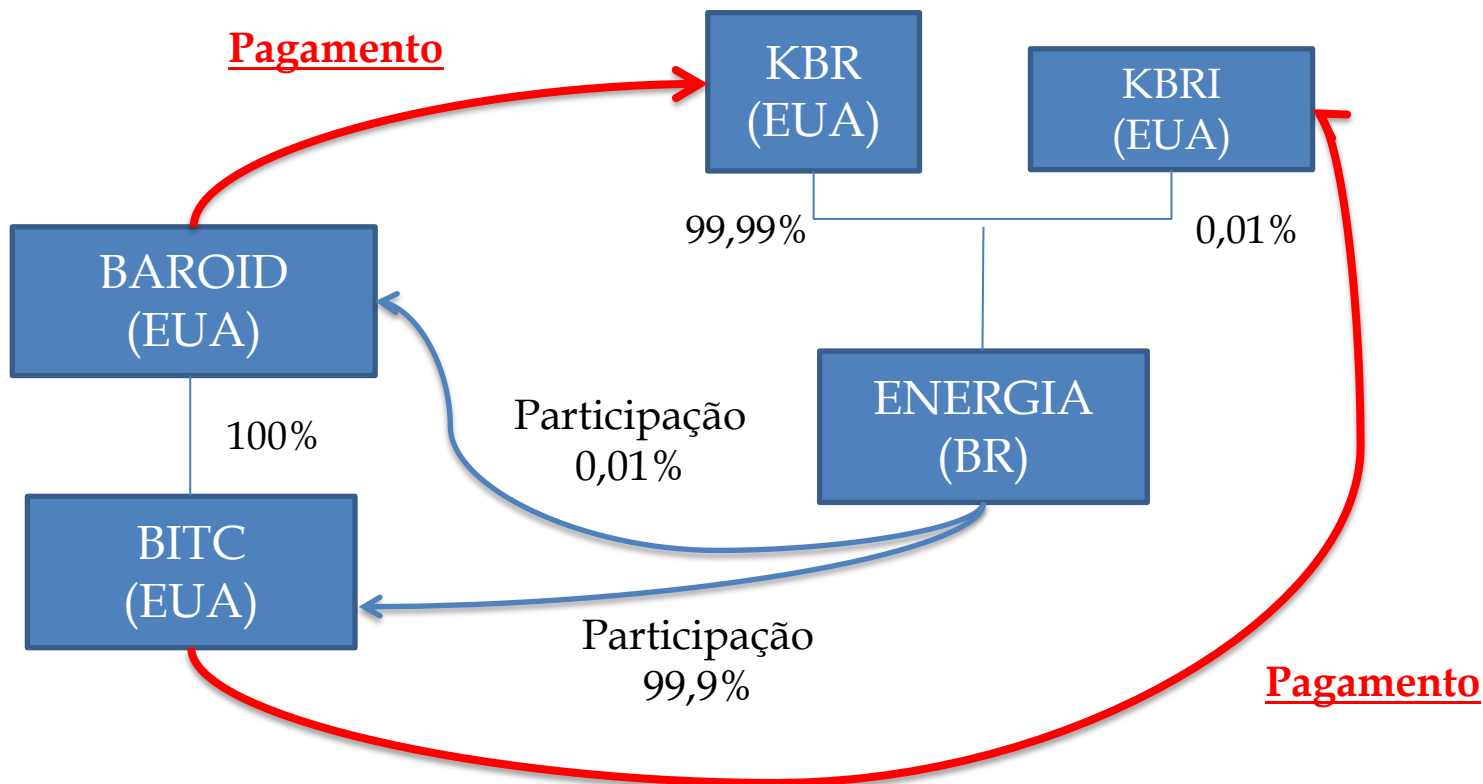 Pagamento
KBR
(EUA)
KBRI
(EUA)
99,99%
0,01%
BAROID
(EUA)
100%
Participação
0,01%
ENERGIA
(BR)
BITC
(EUA)
Participação
99,9%
Pagamento